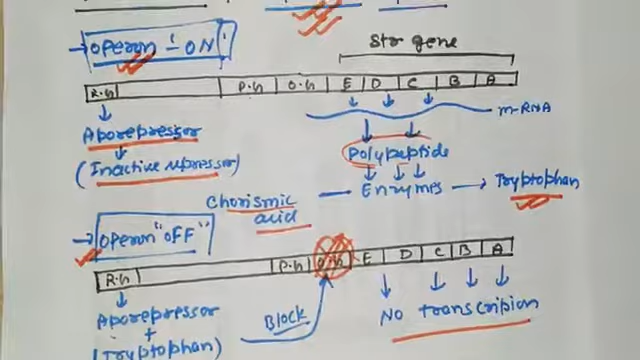 Operon - ON
Str gene
R.G P.G O.G E D C B A
m-RNA
Aporepressor
(Inactive repressor)
Polypeptide
Chorismic acid Enzymes Tryptophan
Operon "OFF"
R.G P.G O.G E D C B A
Aporepressor
+
(Tryptophan)
Block
No transcripion